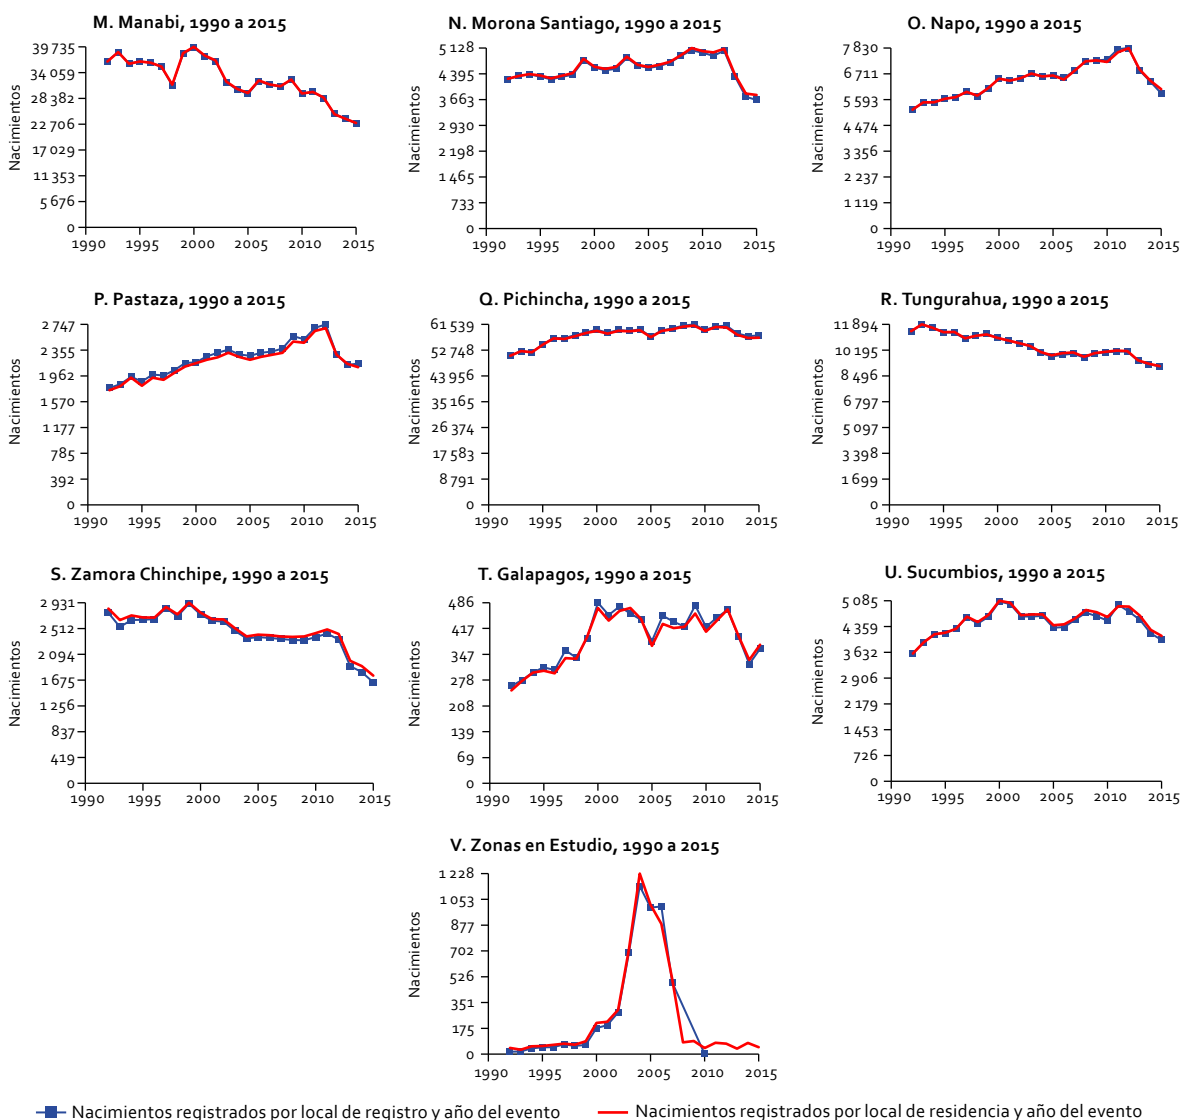 M. Manabi, 1990 a 2015
Nacimientos
39 735
34 059
28 382
22 706
17 029
11 353
5 676
0
1990 1995 2000 2005 2010 2015
N. Morona Santiago, 1990 a 2015
Nacimientos
5 128
4 395
3 663
2 930
2 198
1 465
733
0
1990 1995 2000 2005 2010 2015
O. Napo, 1990 a 2015
Nacimientos
7 830
6 711
5 593
4 474
3 356
2 237
1 119
0
1990 1995 2000 2005 2010 2015
P. Pastaza, 1990 a 2015
Nacimientos
2 747
2 355
1 962
1 570
1 177
785
392
0
1990 1995 2000 2005 2010 2015
Q. Pichincha, 1990 a 2015
Nacimientos
61 539
52 748
43 956
35 165
26 374
17 583
8 791
0
1990 1995 2000 2005 2010 2015
R. Tungurahua, 1990 a 2015
Nacimientos
11 894
10 195
8 496
6 797
5 097
3 398
1 699
0
1990 1995 2000 2005 2010 2015
S. Zamora Chinchipe, 1990 a 2015
Nacimientos
2 931
2 512
2 094
1 675
1 256
837
419
0
1990 1995 2000 2005 2010 2015
T. Galapagos, 1990 a 2015
Nacimientos
486
417
347
278
208
139
69
0
1990 1995 2000 2005 2010 2015
U. Sucumbios, 1990 a 2015
Nacimientos
5 085
4 359
3 632
2 906
2 179
1 453
726
0
1990 1995 2000 2005 2010 2015
V. Zonas en Estudio, 1990 a 2015
Nacimientos
1 228
1 053
877
702
526
351
175
0
1990 1995 2000 2005 2010 2015
Nacimientos registrados por local de registro y año del evento
Nacimientos registrados por local de residencia y año del evento